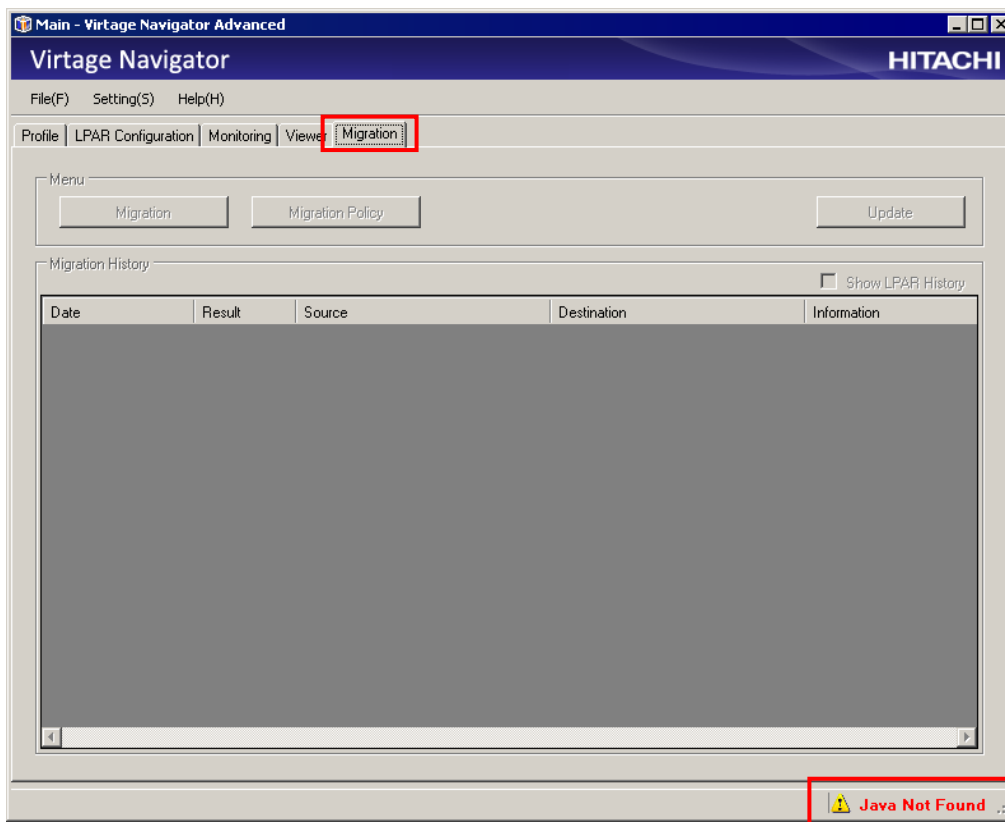 Main - Virtage Navigator Advanced
Virtage Navigator HITACHI
File(F) Setting(S) Help(H)
Profile LPAR Configuration Monitoring Viewer Migration
Menu
Migration Migration Policy Update
Migration History
Show LPAR History
Date Result Source Destination Information
Java Not Found